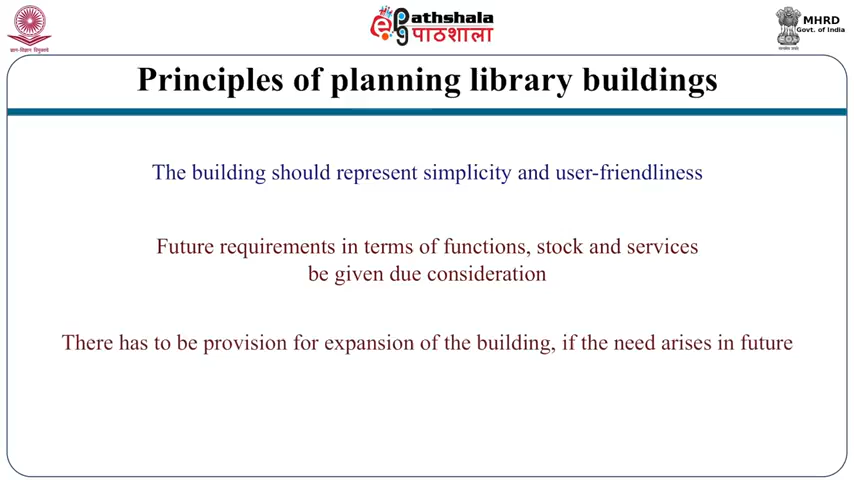 ePathshala
पाठशाला
MHRD
Govt. of India
Principles of planning library buildings
The building should represent simplicity and user-friendliness
Future requirements in terms of functions, stock and services
be given due consideration
There has to be provision for expansion of the building, if the need arises in future